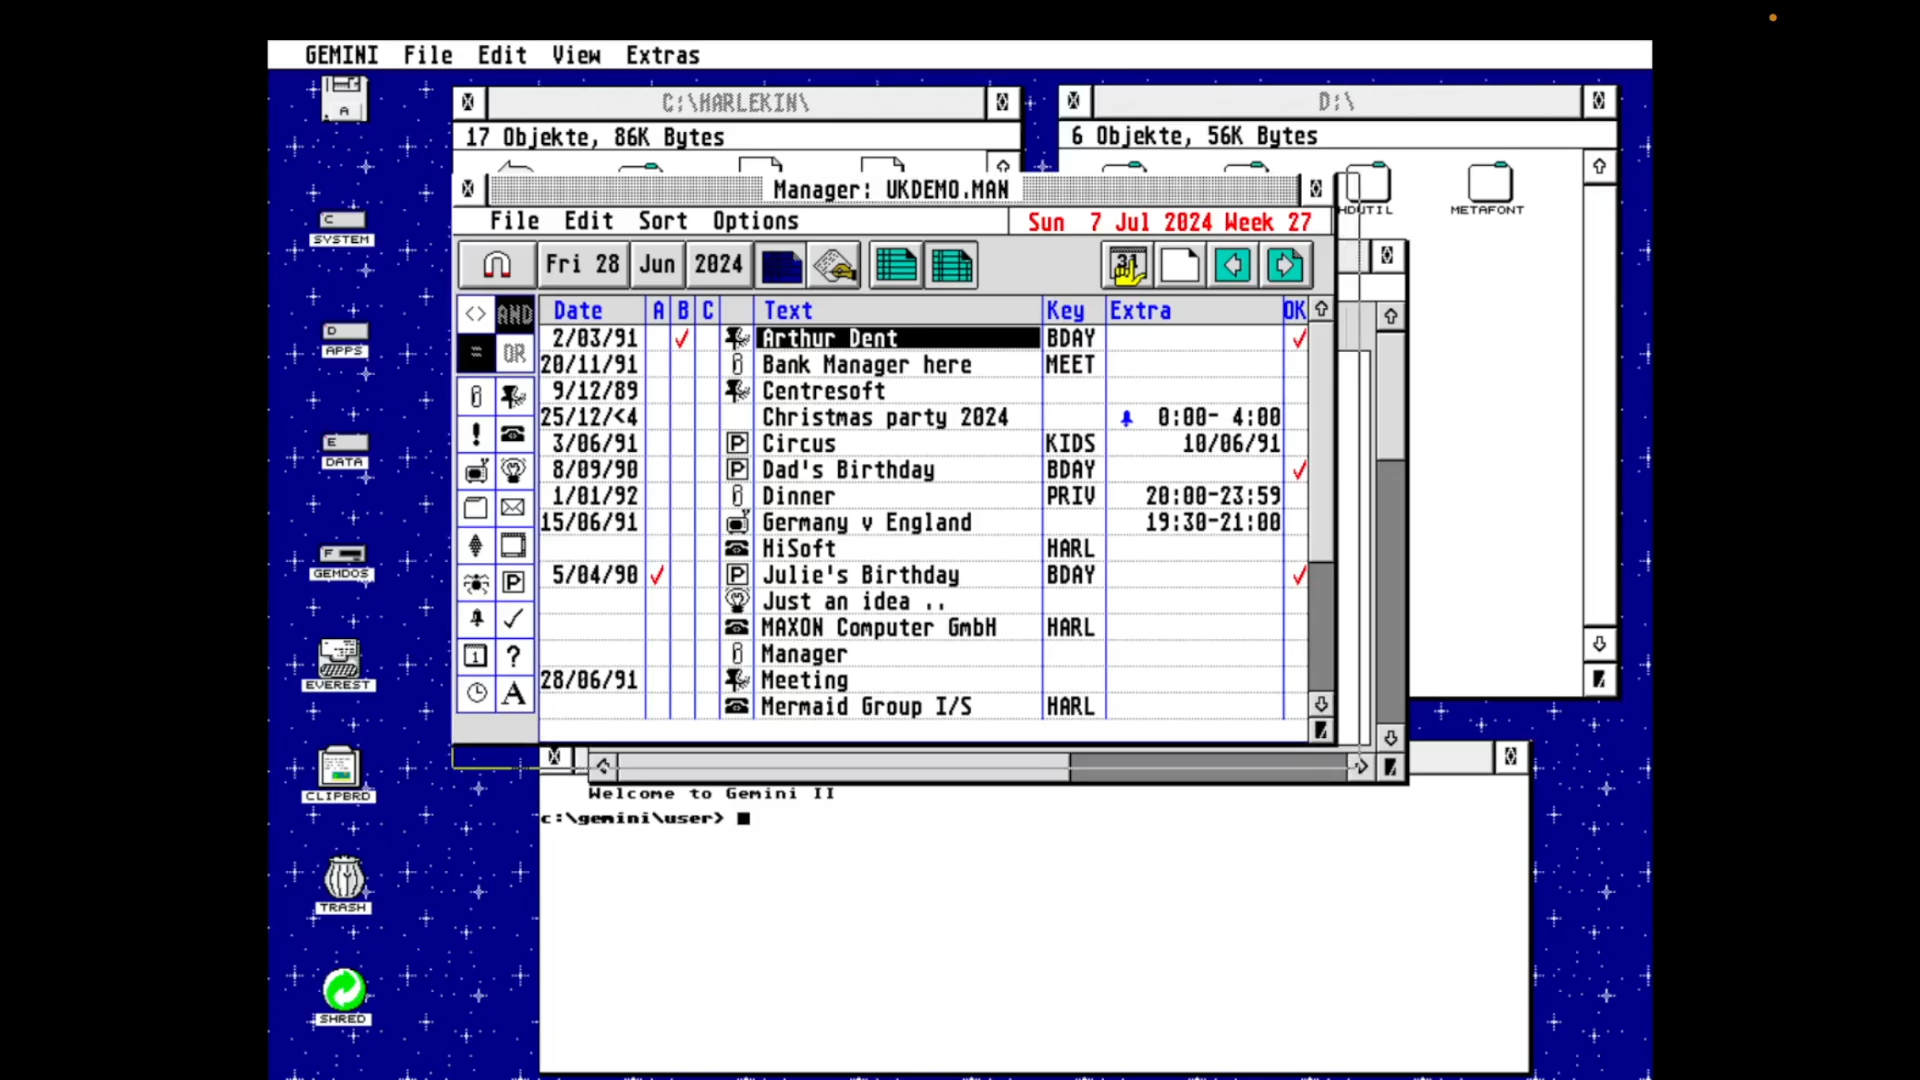 GEMINI File Edit View Extras
A
C
SYSTEM
D
APPS
E
DATA
F
GEMDOS
EVEREST
CLIPBRD
TRASH
SHRED
C:\HARLEKIN\
17 Objekte, 86K Bytes
D:\
6 Objekte, 56K Bytes
HDUTIL
METAFONT
Manager: UKDEMO.MAN
File Edit Sort Options
Sun 7 Jul 2024 Week 27
Fri 28 Jun 2024
31
<> AND
= OR
! P
1 ?
A
Date A B C Text Key Extra OK
2/03/91 Arthur Dent BDAY
20/11/91 Bank Manager here MEET
9/12/89 Centresoft
25/12/<4 Christmas party 2024 0:00- 4:00
3/06/91 P Circus KIDS 10/06/91
8/09/90 P Dad's Birthday BDAY
1/01/92 Dinner PRIV 20:00-23:59
15/06/91 Germany v England 19:30-21:00
HiSoft HARL
5/04/90 P Julie's Birthday BDAY
Just an idea ..
MAXON Computer GmbH HARL
Manager
28/06/91 Meeting
Mermaid Group I/S HARL
Welcome to Gemini II
c:\gemini\user>